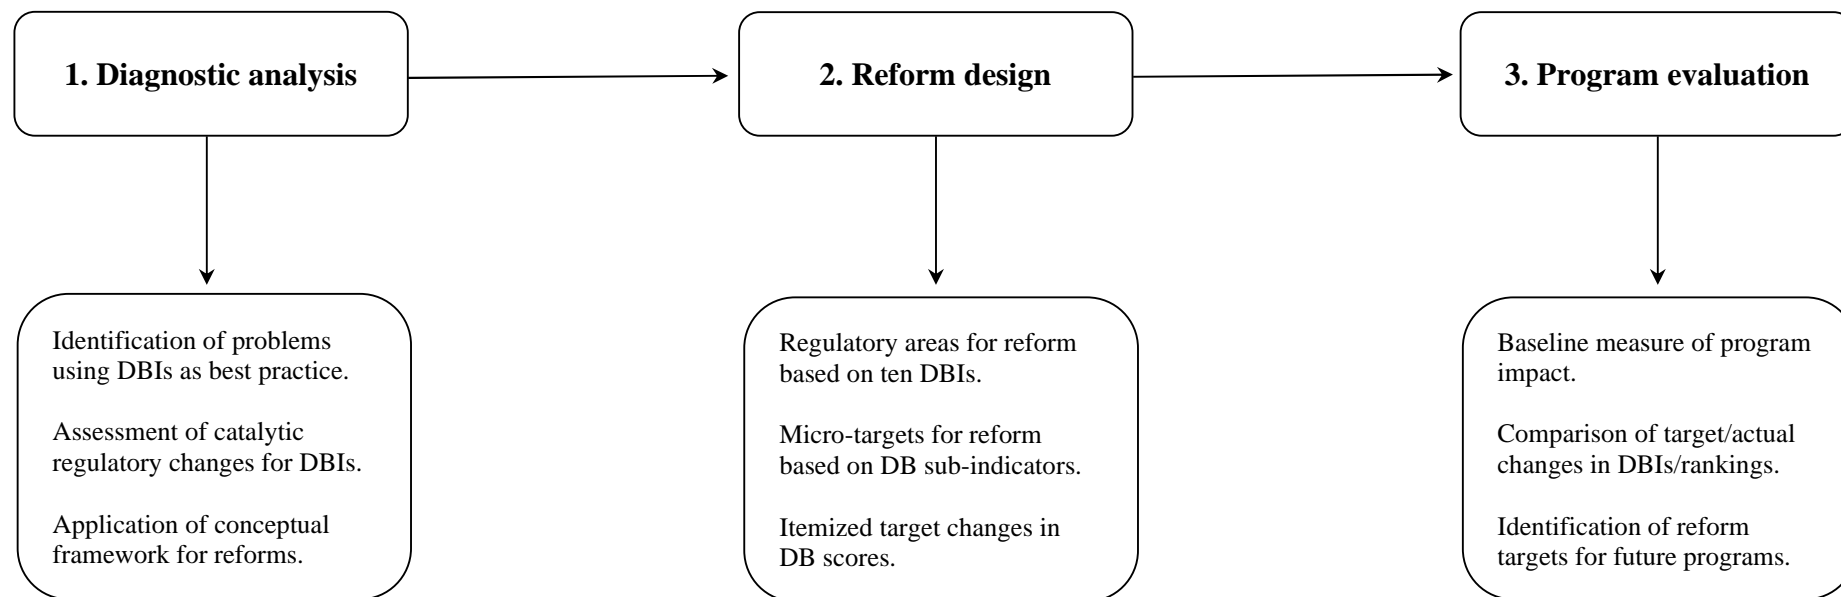 1. Diagnostic analysis
2. Reform design
3. Program evaluation
Identification of problems
using DBIs as best practice.
Assessment of catalytic
regulatory changes for DBIs.
Application of conceptual
framework for reforms.
Regulatory areas for reform
based on ten DBIs.
Micro-targets for reform
based on DB sub-indicators.
Itemized target changes in
DB scores.
Baseline measure of program
impact.
Comparison of target/actual
changes in DBIs/rankings.
Identification of reform
targets for future programs.